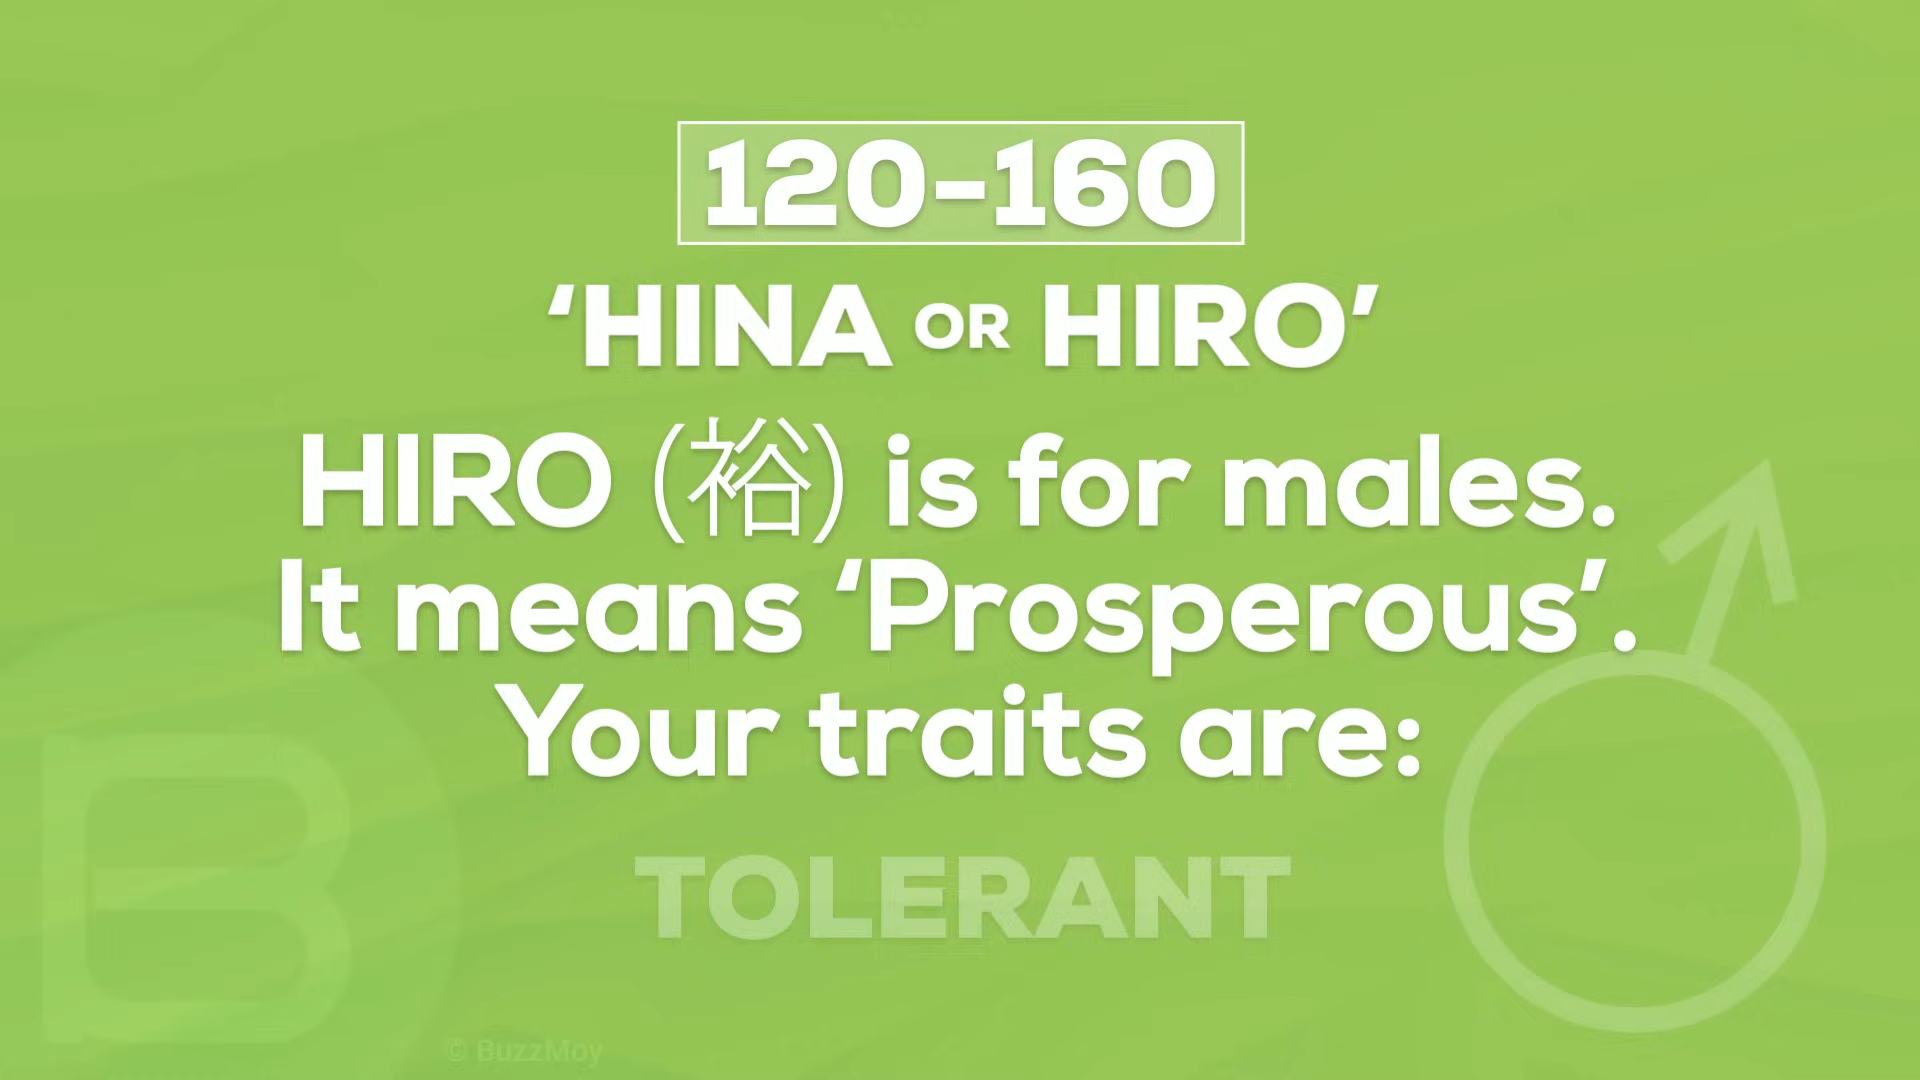 120-160
‘HINA OR HIRO’
HIRO (裕) is for males.
It means ‘Prosperous’.
Your traits are:
TOLERANT
© BuzzMoy
B